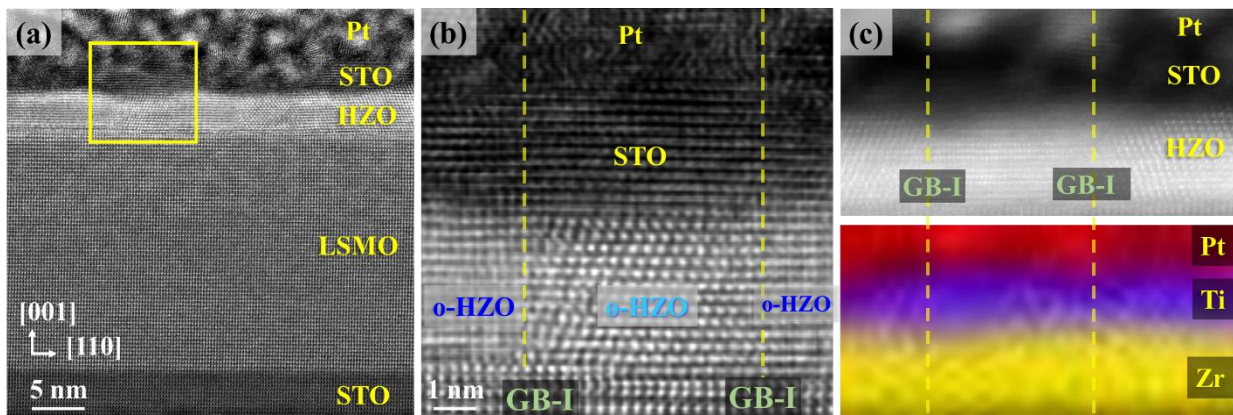 (a)
Pt
STO
HZO
LSMO
[001]
[110]
5 nm
STO
(b)
Pt
STO
o-HZO
o-HZO
o-HZO
1 nm
GB-I
GB-I
(c)
Pt
STO
HZO
GB-I
GB-I
Pt
Ti
Zr